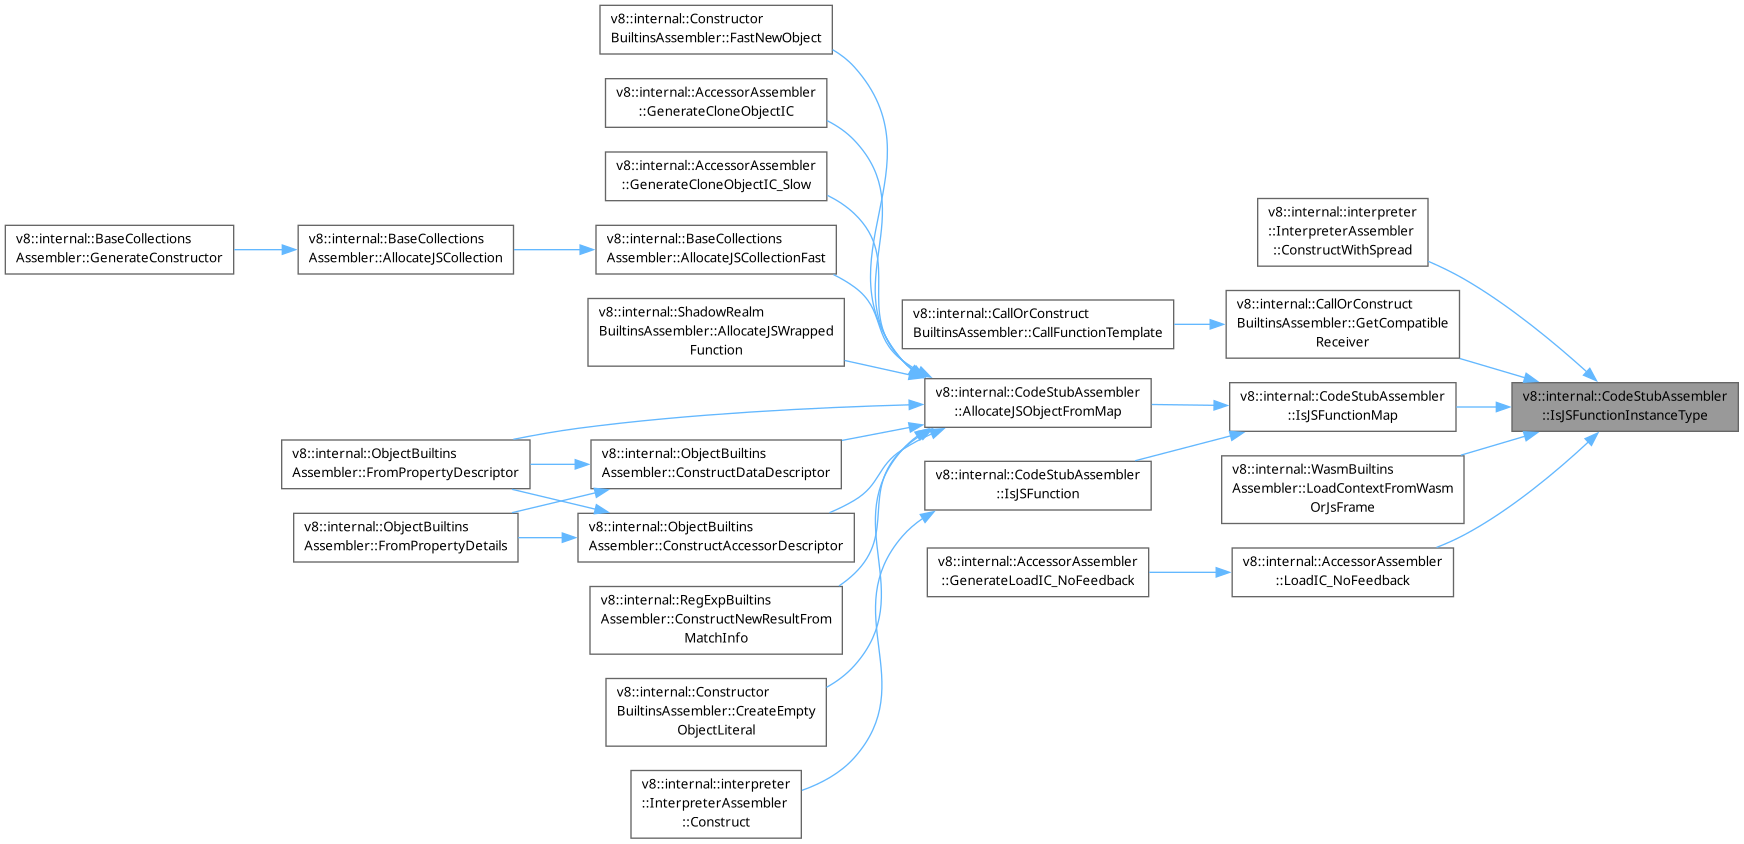 v8::internal::Constructor
BuiltinsAssembler::FastNewObject
v8::internal::AccessorAssembler
::GenerateCloneObjectIC
v8::internal::AccessorAssembler
::GenerateCloneObjectIC_Slow
v8::internal::BaseCollections
Assembler::GenerateConstructor
v8::internal::BaseCollections
Assembler::AllocateJSCollection
v8::internal::BaseCollections
Assembler::AllocateJSCollectionFast
v8::internal::ShadowRealm
BuiltinsAssembler::AllocateJSWrapped
Function
v8::internal::ObjectBuiltins
Assembler::FromPropertyDescriptor
v8::internal::ObjectBuiltins
Assembler::ConstructDataDescriptor
v8::internal::ObjectBuiltins
Assembler::FromPropertyDetails
v8::internal::ObjectBuiltins
Assembler::ConstructAccessorDescriptor
v8::internal::RegExpBuiltins
Assembler::ConstructNewResultFrom
MatchInfo
v8::internal::Constructor
BuiltinsAssembler::CreateEmpty
ObjectLiteral
v8::internal::interpreter
::InterpreterAssembler
::Construct
v8::internal::CallOrConstruct
BuiltinsAssembler::CallFunctionTemplate
v8::internal::CodeStubAssembler
::AllocateJSObjectFromMap
v8::internal::CodeStubAssembler
::IsJSFunction
v8::internal::AccessorAssembler
::GenerateLoadIC_NoFeedback
v8::internal::interpreter
::InterpreterAssembler
::ConstructWithSpread
v8::internal::CallOrConstruct
BuiltinsAssembler::GetCompatible
Receiver
v8::internal::CodeStubAssembler
::IsJSFunctionMap
v8::internal::WasmBuiltins
Assembler::LoadContextFromWasm
OrJsFrame
v8::internal::AccessorAssembler
::LoadIC_NoFeedback
v8::internal::CodeStubAssembler
::IsJSFunctionInstanceType